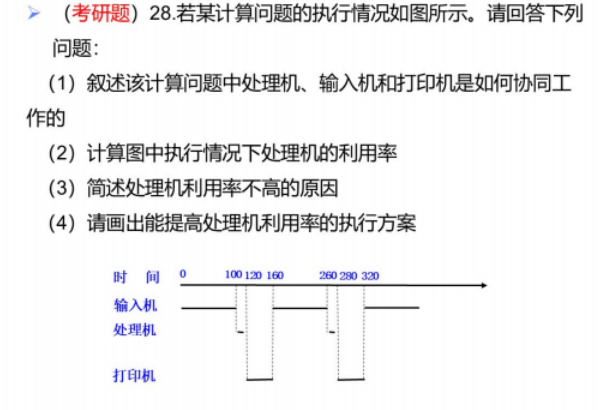 （考研题）28.若某计算问题的执行情况如图所示。请回答下列
问题：
（1）叙述该计算问题中处理机、输入机和打印机是如何协同工
作的
（2）计算图中执行情况下处理机的利用率
（3）简述处理机利用率不高的原因
（4）请画出能提高处理机利用率的执行方案
时 间 0 100 120 160 260 280 320
输入机
处理机
打印机